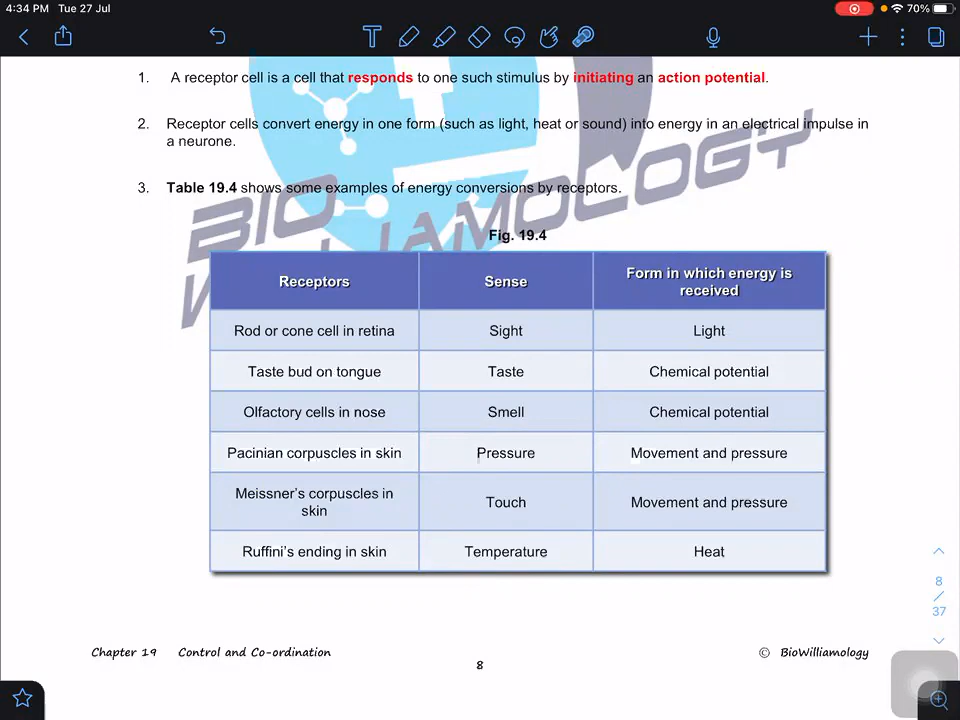 4:34 PM Tue 27 Jul
70%
1. A receptor cell is a cell that responds to one such stimulus by initiating an action potential.
2. Receptor cells convert energy in one form (such as light, heat or sound) into energy in an electrical impulse in
a neurone.
3. Table 19.4 shows some examples of energy conversions by receptors.
BIO
Fig. 19.4
Receptors Sense Form in which energy is
received
Rod or cone cell in retina Sight Light
Taste bud on tongue Taste Chemical potential
Olfactory cells in nose Smell Chemical potential
Pacinian corpuscles in skin Pressure Movement and pressure
Meissner's corpuscles in
skin Touch Movement and pressure
Ruffini's ending in skin Temperature Heat
8
/
37
Chapter 19 Control and Co-ordination © BioWilliamology
8